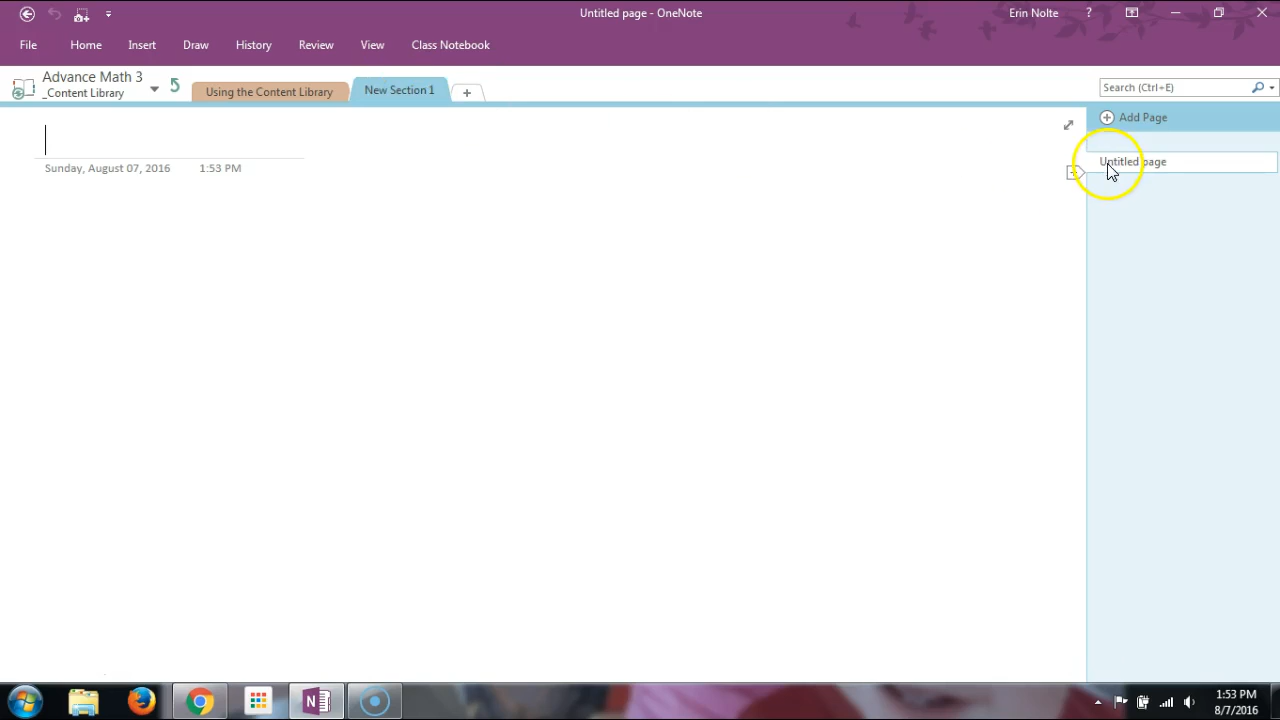 Untitled page - OneNote
Erin Nolte
?
File Home Insert Draw History Review View Class Notebook
Advance Math 3
_Content Library
Using the Content Library
New Section 1
+
Search (Ctrl+E)
Add Page
Sunday, August 07, 2016 1:53 PM
Untitled page
1:53 PM
8/7/2016